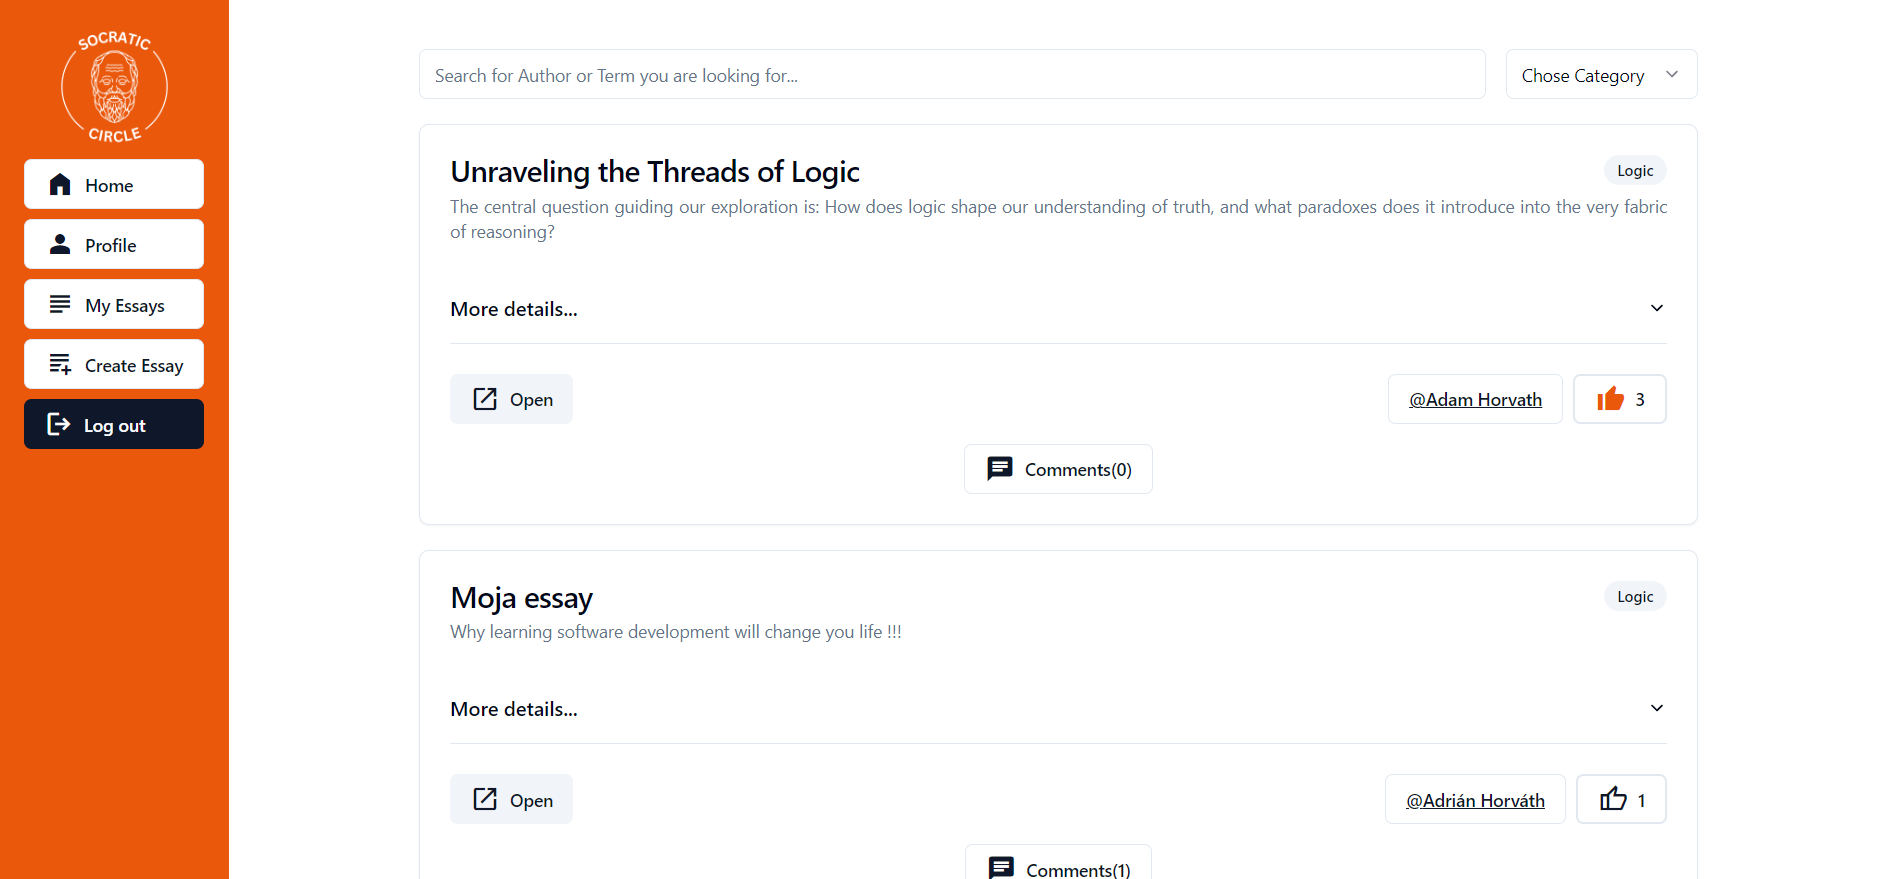 SOCRATIC
CIRCLE
Home
Profile
My Essays
Create Essay
Log out
Search for Author or Term you are looking for...
Chose Category
Unraveling the Threads of Logic
Logic
The central question guiding our exploration is: How does logic shape our understanding of truth, and what paradoxes does it introduce into the very fabric
of reasoning?
More details...
Open
@Adam Horvath
3
Comments(0)
Moja essay
Logic
Why learning software development will change you life !!!
More details...
Open
@Adrián Horváth
1
Comments(1)